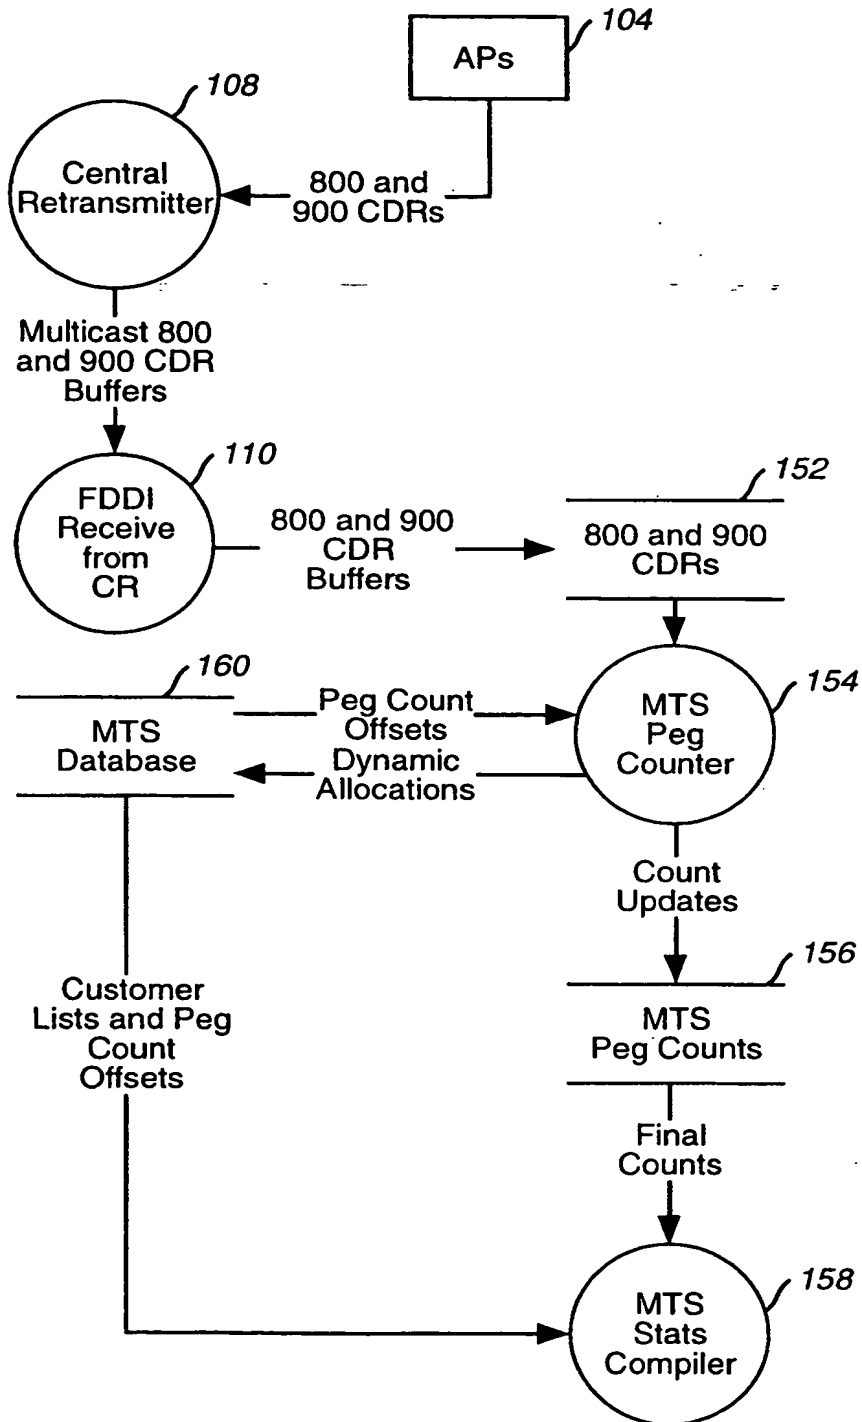 104
APs
108
Central
Retransmitter
800 and
900 CDRs
Multicast 800
and 900 CDR
Buffers
110
FDDI
Receive
from
CR
800 and 900
CDR
Buffers
152
800 and 900
CDRs
160
MTS
Database
Peg Count
Offsets
Dynamic
Allocations
154
MTS
Peg
Counter
Count
Updates
156
MTS
Peg Counts
Customer
Lists and Peg
Count
Offsets
Final
Counts
158
MTS
Stats
Compiler